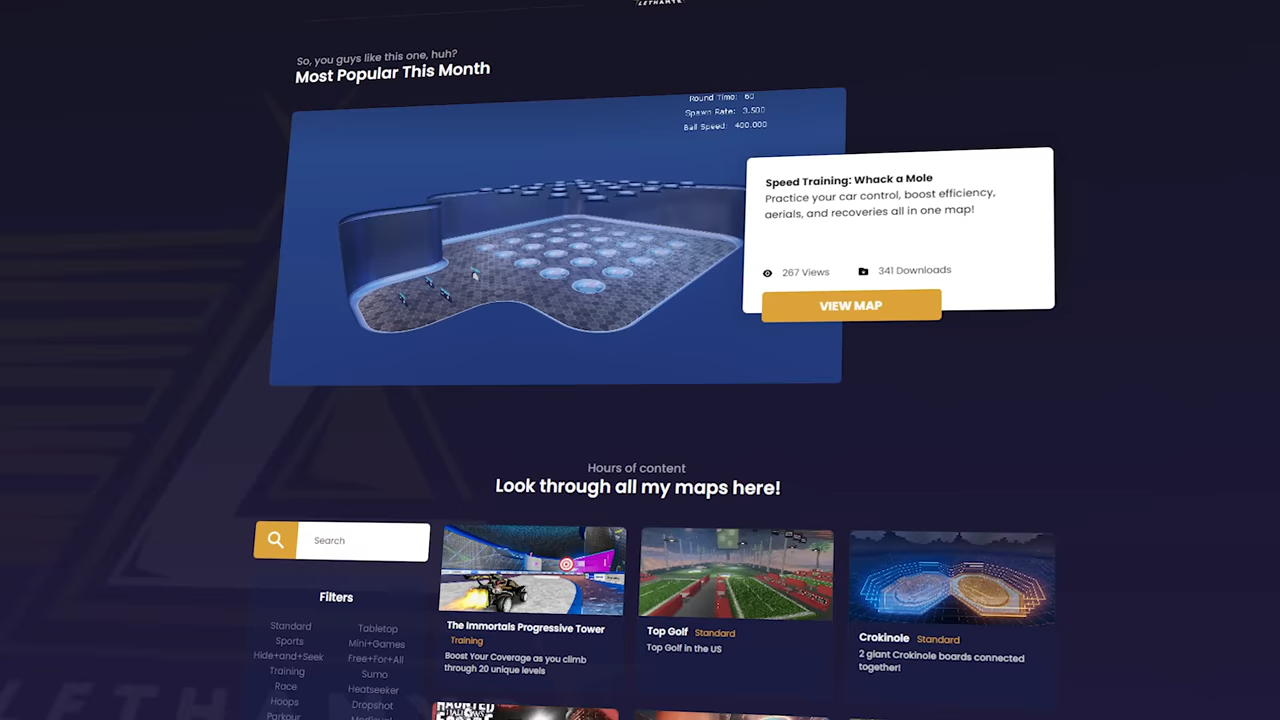 LETHAMYR
So, you guys like this one, huh?
Most Popular This Month
Round Time: 60
Spawn Rate: 3.500
Ball Speed: 400.000
Speed Training: Whack a Mole
Practice your car control, boost efficiency,
aerials, and recoveries all in one map!
267 Views
341 Downloads
VIEW MAP
Hours of content
Look through all my maps here!
Search
Filters
Standard
Sports
Hide+and+Seek
Training
Race
Hoops
Parkour
Tabletop
Mini+Games
Free+For+All
Sumo
Heatseeker
Dropshot
Medieval
The Immortals Progressive Tower
Training
Boost Your Coverage as you climb
through 20 unique levels
Top Golf Standard
Top Golf in the US
Crokinole Standard
2 giant Crokinole boards connected
together!
HAUNTED